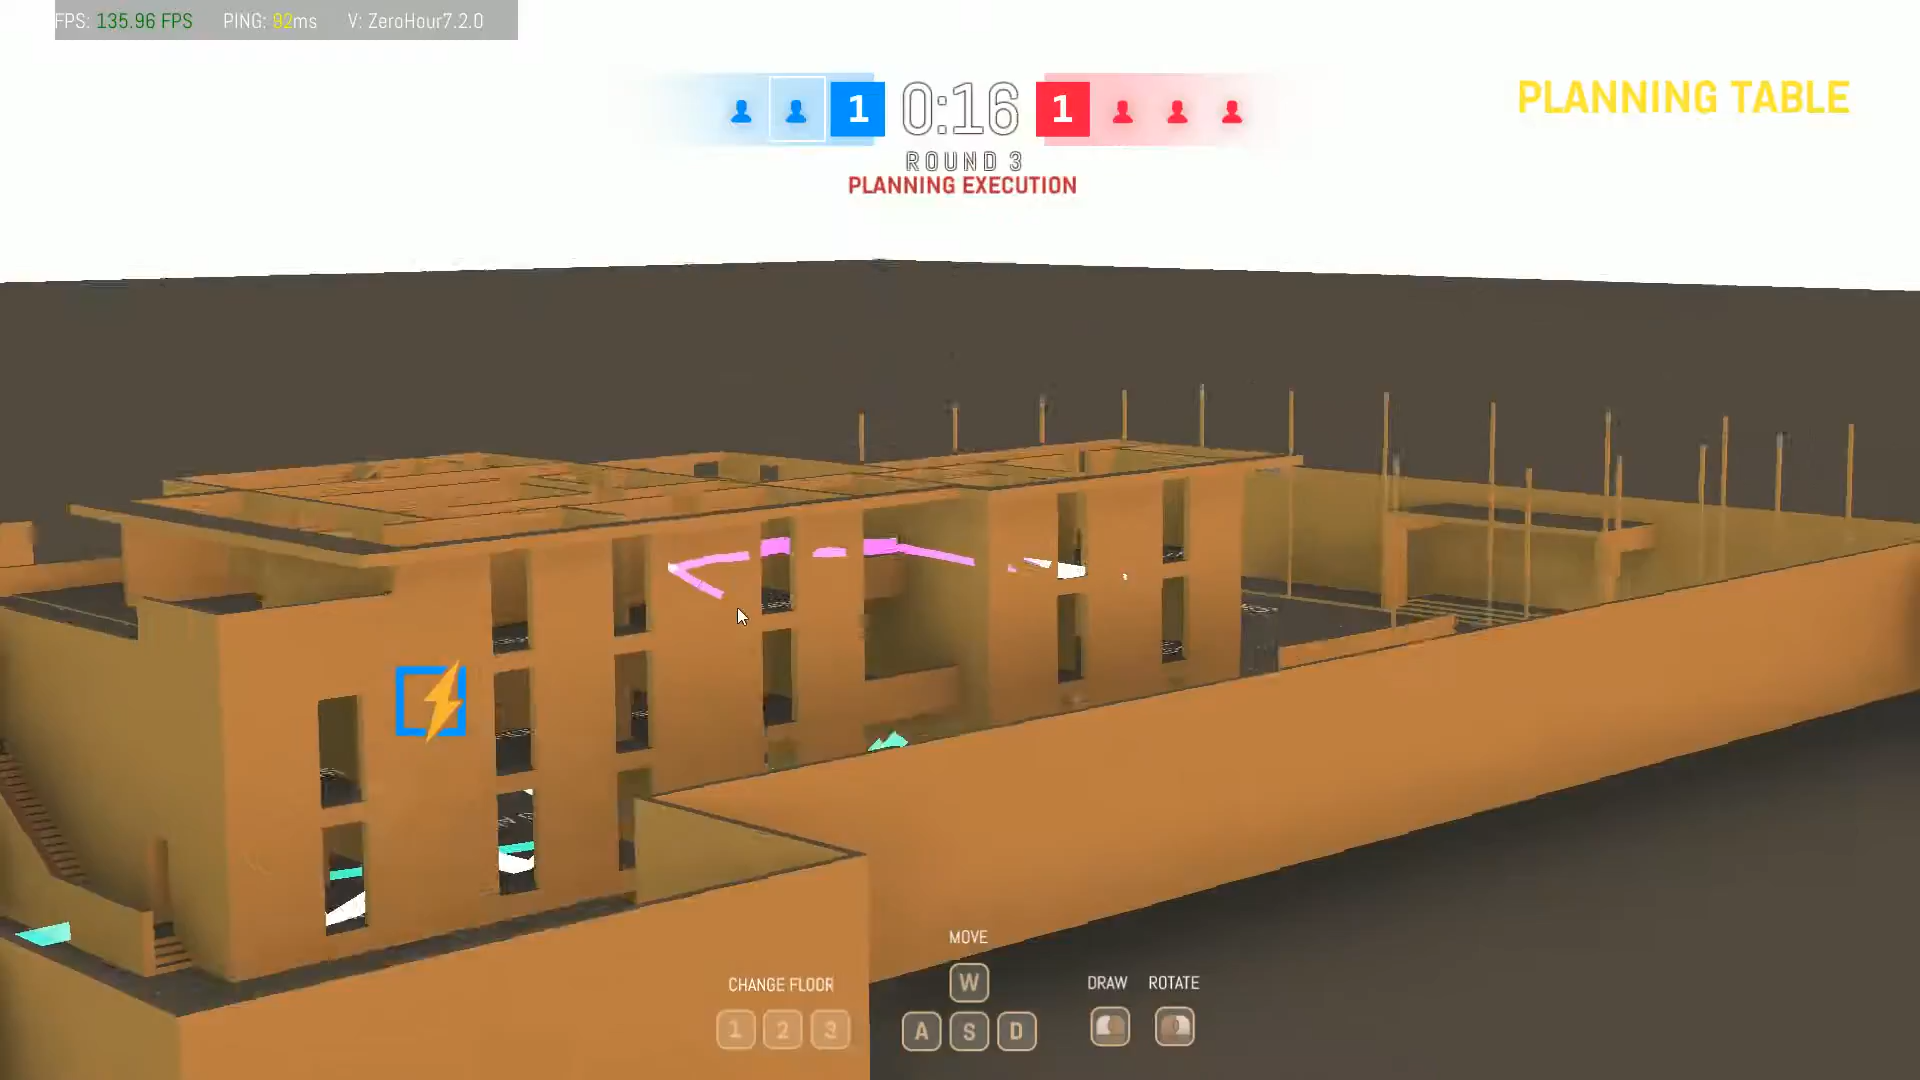 FPS: 135.96 FPS PING: 92ms V: ZeroHour7.2.0
1 0:16 1
PLANNING TABLE
ROUND 3
PLANNING EXECUTION
MOVE
CHANGE FLOOR
W
DRAW ROTATE
1 2 3
A S D